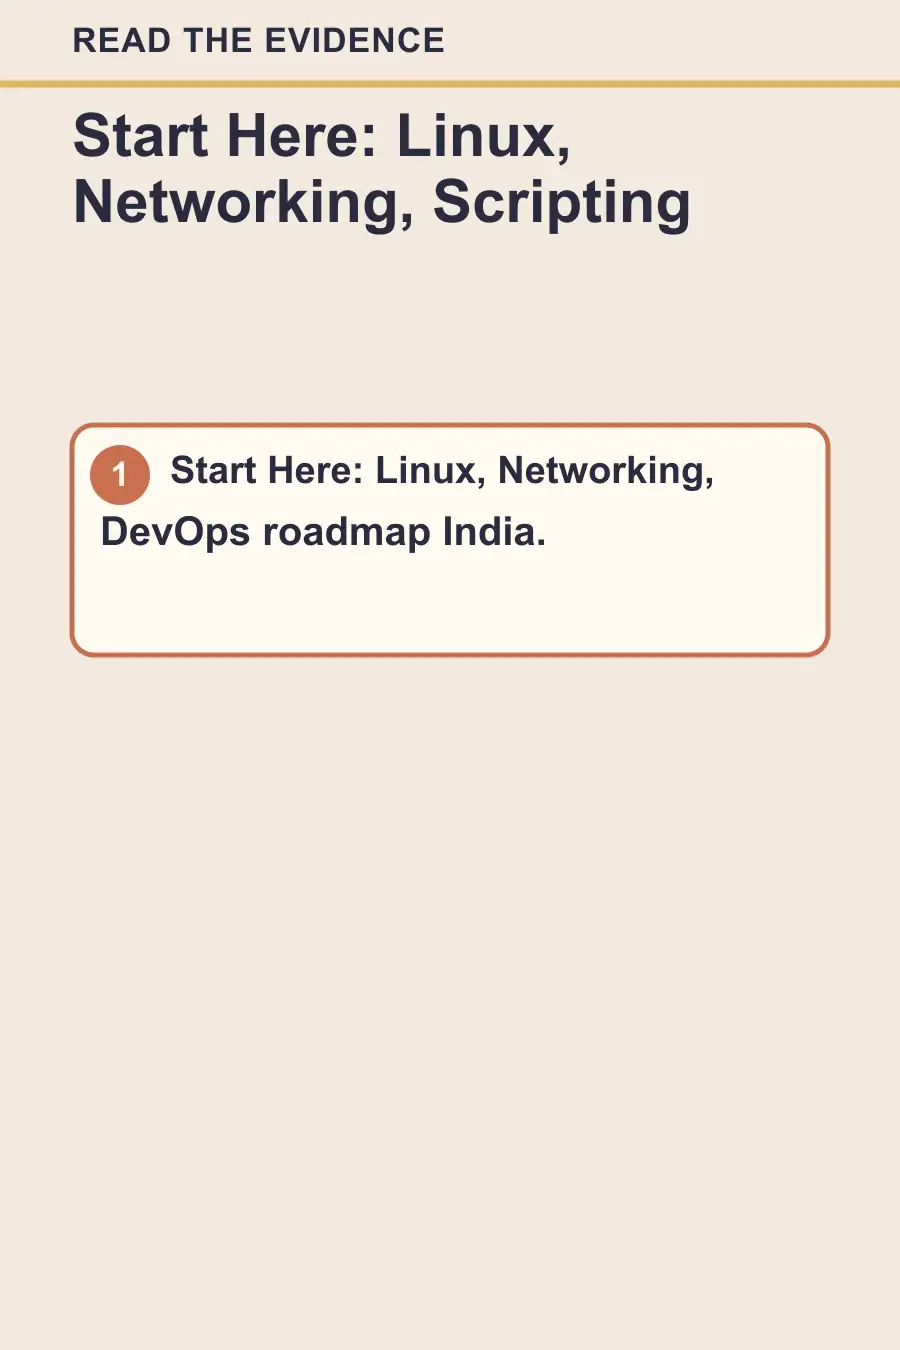 READ THE EVIDENCE
Start Here: Linux,
Networking, Scripting
1 Start Here: Linux, Networking,
DevOps roadmap India.